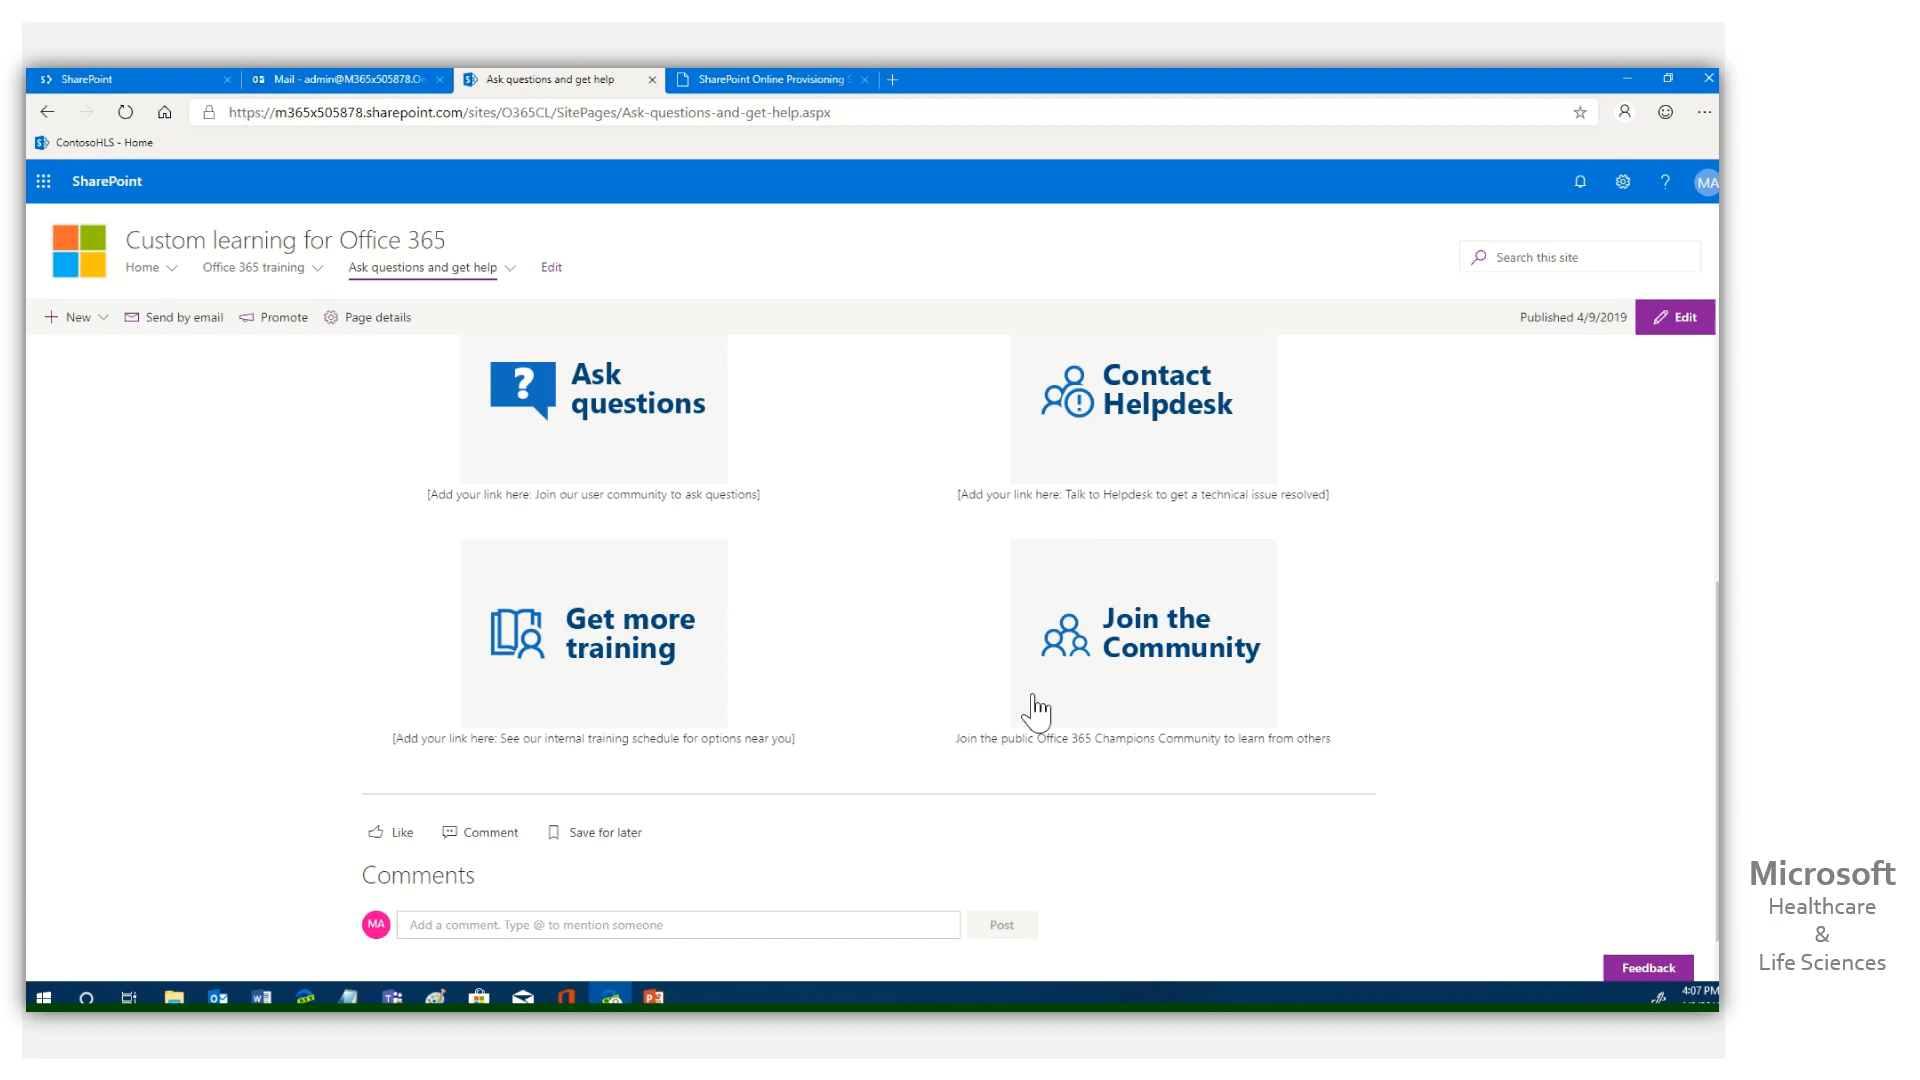 SharePoint
Mail - admin@M365x505878.On
Ask questions and get help
SharePoint Online Provisioning S
https://m365x505878.sharepoint.com/sites/O365CL/SitePages/Ask-questions-and-get-help.aspx
ContosoHLS - Home
SharePoint
?
MA
Custom learning for Office 365
Home
Office 365 training
Ask questions and get help
Edit
Search this site
New
Send by email
Promote
Page details
Published 4/9/2019
Edit
Ask
questions
Contact
Helpdesk
[Add your link here: Join our user community to ask questions]
[Add your link here: Talk to Helpdesk to get a technical issue resolved]
Get more
training
Join the
Community
[Add your link here: See our internal training schedule for options near you]
Join the public Office 365 Champions Community to learn from others
Like
Comment
Save for later
Comments
MA
Add a comment. Type @ to mention someone
Post
Feedback
4:07 PM
Microsoft
Healthcare
&
Life Sciences